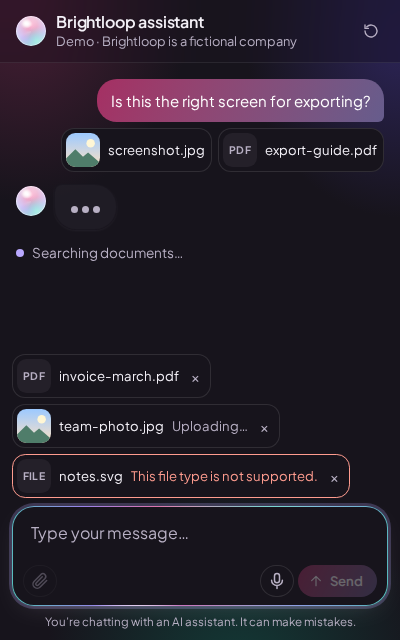 Brightloop assistant
Demo · Brightloop is a fictional company
Is this the right screen for exporting?
screenshot.jpg
PDF export-guide.pdf
Searching documents…
PDF invoice-march.pdf ×
team-photo.jpg Uploading… ×
FILE notes.svg This file type is not supported. ×
Type your message…
Send
You're chatting with an AI assistant. It can make mistakes.